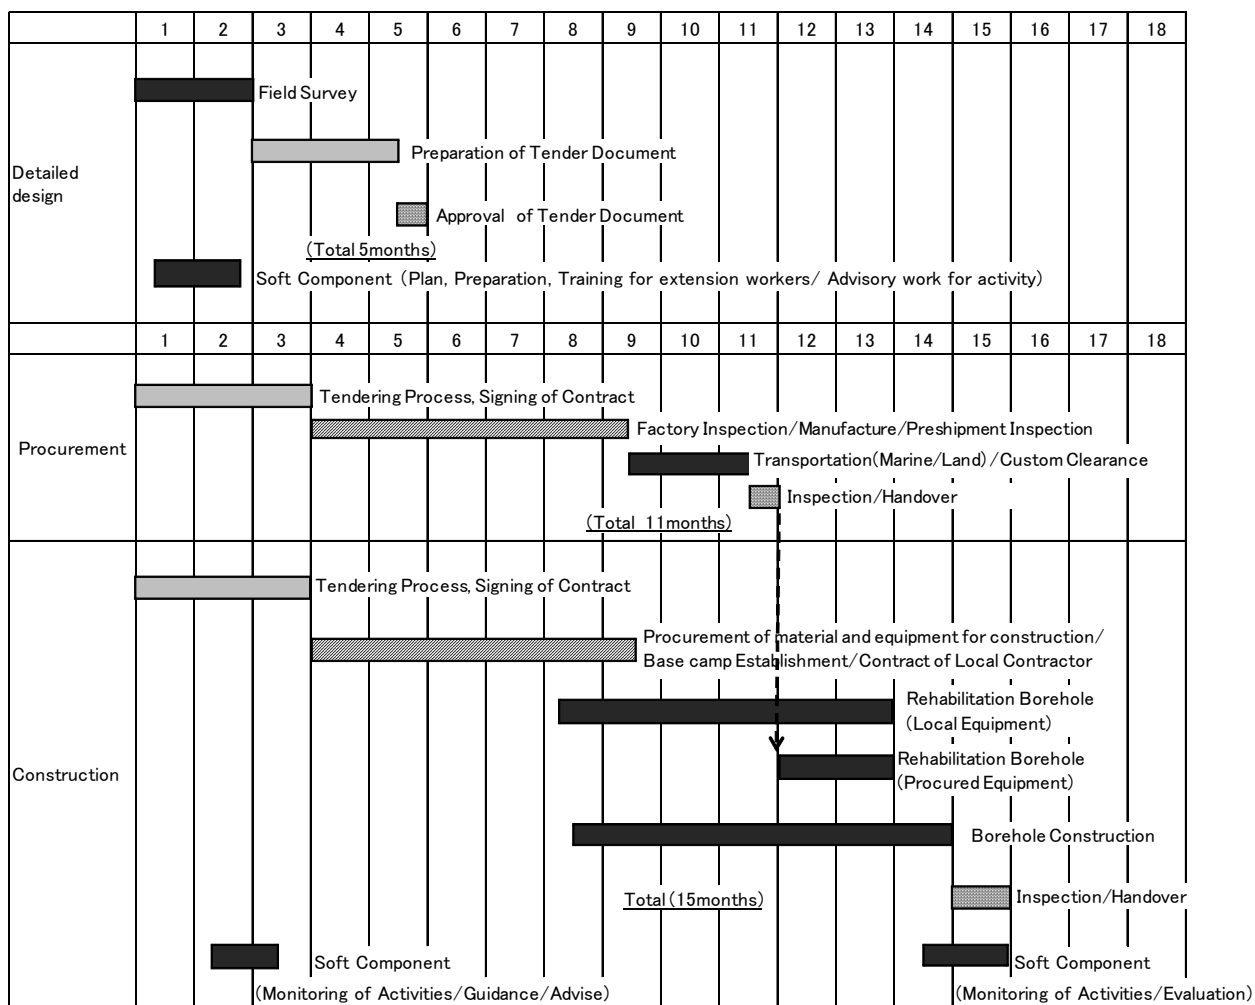 1 2 3 4 5 6 7 8 9 10 11 12 13 14 15 16 17 18
Field Survey
Preparation of Tender Document
Detailed
design
Approval of Tender Document
(Total 5months)
Soft Component (Plan, Preparation, Training for extension workers/ Advisory work for activity)
1 2 3 4 5 6 7 8 9 10 11 12 13 14 15 16 17 18
Tendering Process, Signing of Contract
Factory Inspection/Manufacture/Preshipment Inspection
Procurement
Transportation(Marine/Land)/Custom Clearance
Inspection/Handover
(Total 11months)
Tendering Process, Signing of Contract
Procurement of material and equipment for construction/
Base camp Establishment/Contract of Local Contractor
Rehabilitation Borehole
(Local Equipment)
Construction
Rehabilitation Borehole
(Procured Equipment)
Borehole Construction
Total(15months)
Inspection/Handover
Soft Component
(Monitoring of Activities/Guidance/Advise)
Soft Component
(Monitoring of Activities/Evaluation)